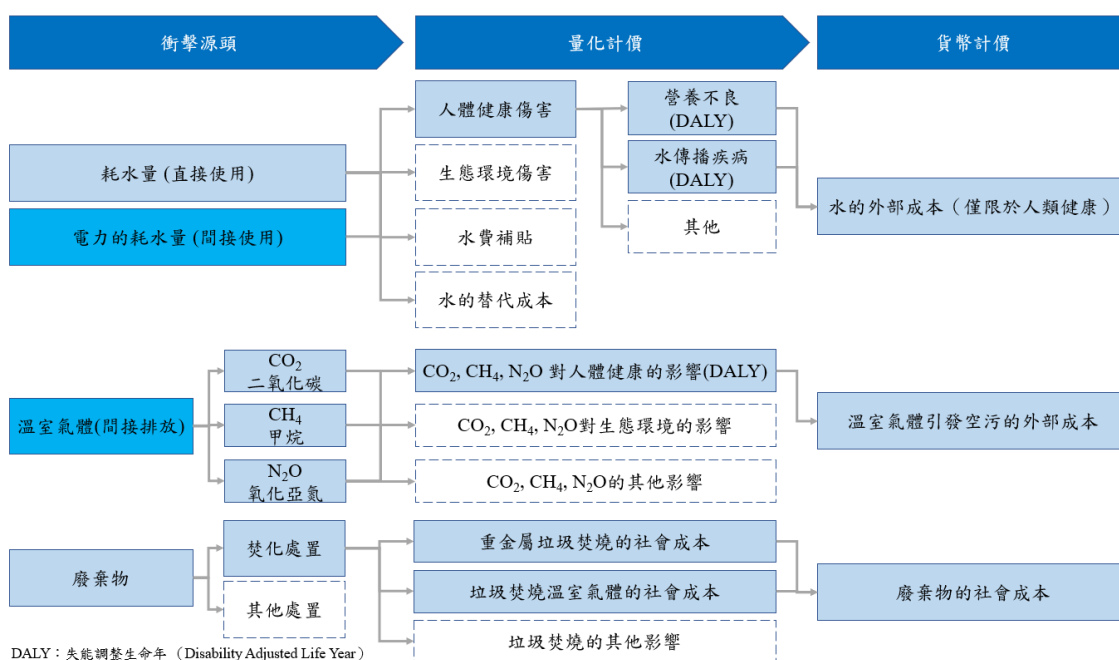 衝擊源頭
量化計價
貨幣計價
耗水量 (直接使用)
電力的耗水量 (間接使用)
人體健康傷害
生態環境傷害
水費補貼
水的替代成本
營養不良
(DALY)
水傳播疾病
(DALY)
其他
水的外部成本（僅限於人類健康）
溫室氣體(間接排放)
CO₂
二氧化碳
CH₄
甲烷
N₂O
氧化亞氮
CO₂, CH₄, N₂O 對人體健康的影響(DALY)
CO₂, CH₄, N₂O對生態環境的影響
CO₂, CH₄, N₂O的其他影響
溫室氣體引發空污的外部成本
廢棄物
焚化處置
其他處置
重金屬垃圾焚燒的社會成本
垃圾焚燒溫室氣體的社會成本
垃圾焚燒的其他影響
廢棄物的社會成本
DALY：失能調整生命年 （Disability Adjusted Life Year）